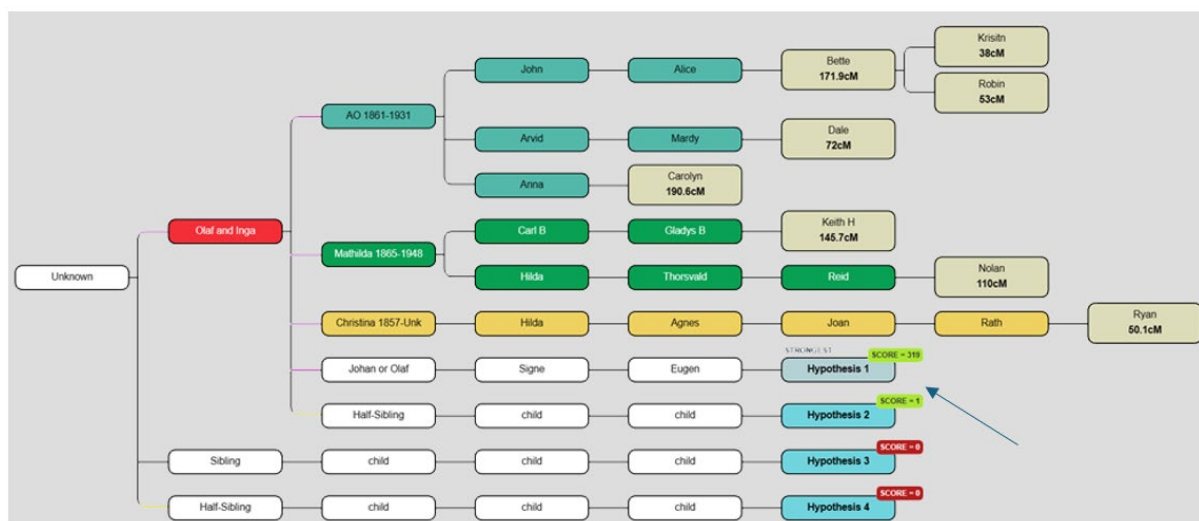 Krisitn
38cM
John
Alice
Bette
171.9cM
Robin
53cM
AO 1861-1931
Arvid
Mardy
Dale
72cM
Anna
Carolyn
190.6cM
Olaf and Inga
Carl B
Gladys B
Keith H
145.7cM
Mathilda 1865-1948
Unknown
Hilda
Thorsvald
Reid
Nolan
110cM
Christina 1857-Unk
Hilda
Agnes
Joan
Rath
Ryan
50.1cM
STRONGEST
SCORE = 319
Johan or Olaf
Signe
Eugen
Hypothesis 1
SCORE = 1
Half-Sibling
child
child
Hypothesis 2
SCORE = 0
Sibling
child
child
child
Hypothesis 3
SCORE = 0
Half-Sibling
child
child
child
Hypothesis 4